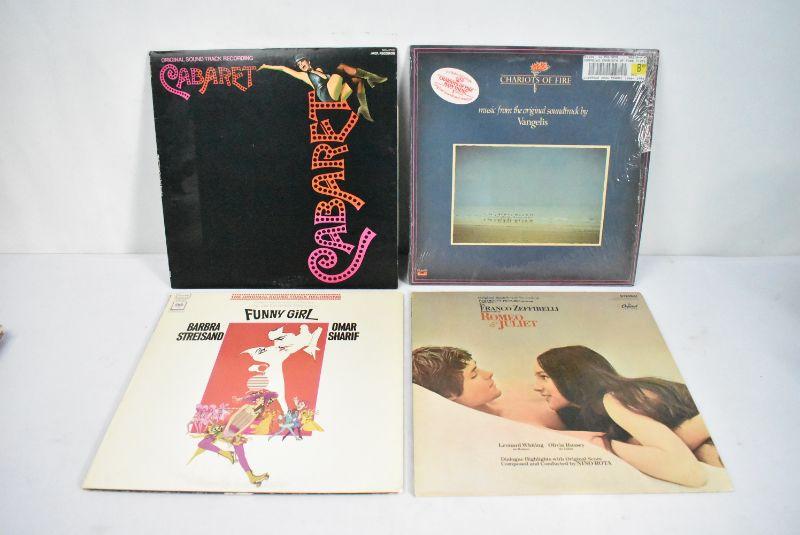 ORIGINAL SOUND TRACK RECORDING
CABARET
CABARET
CHARIOTS OF FIRE
music from the original soundtrack by
Vangelis
THE ORIGINAL SOUND TRACK RECORDING
FUNNY GIRL
BARBRA
STREISAND
OMAR
SHARIF
STEREO
Capitol
FRANCO ZEFFIRELLI
ROMEO
& JULIET
Leonard Whiting
Olivia Hussey
Dialogue Highlights with Original Score
Composed and Conducted by NINO ROTA